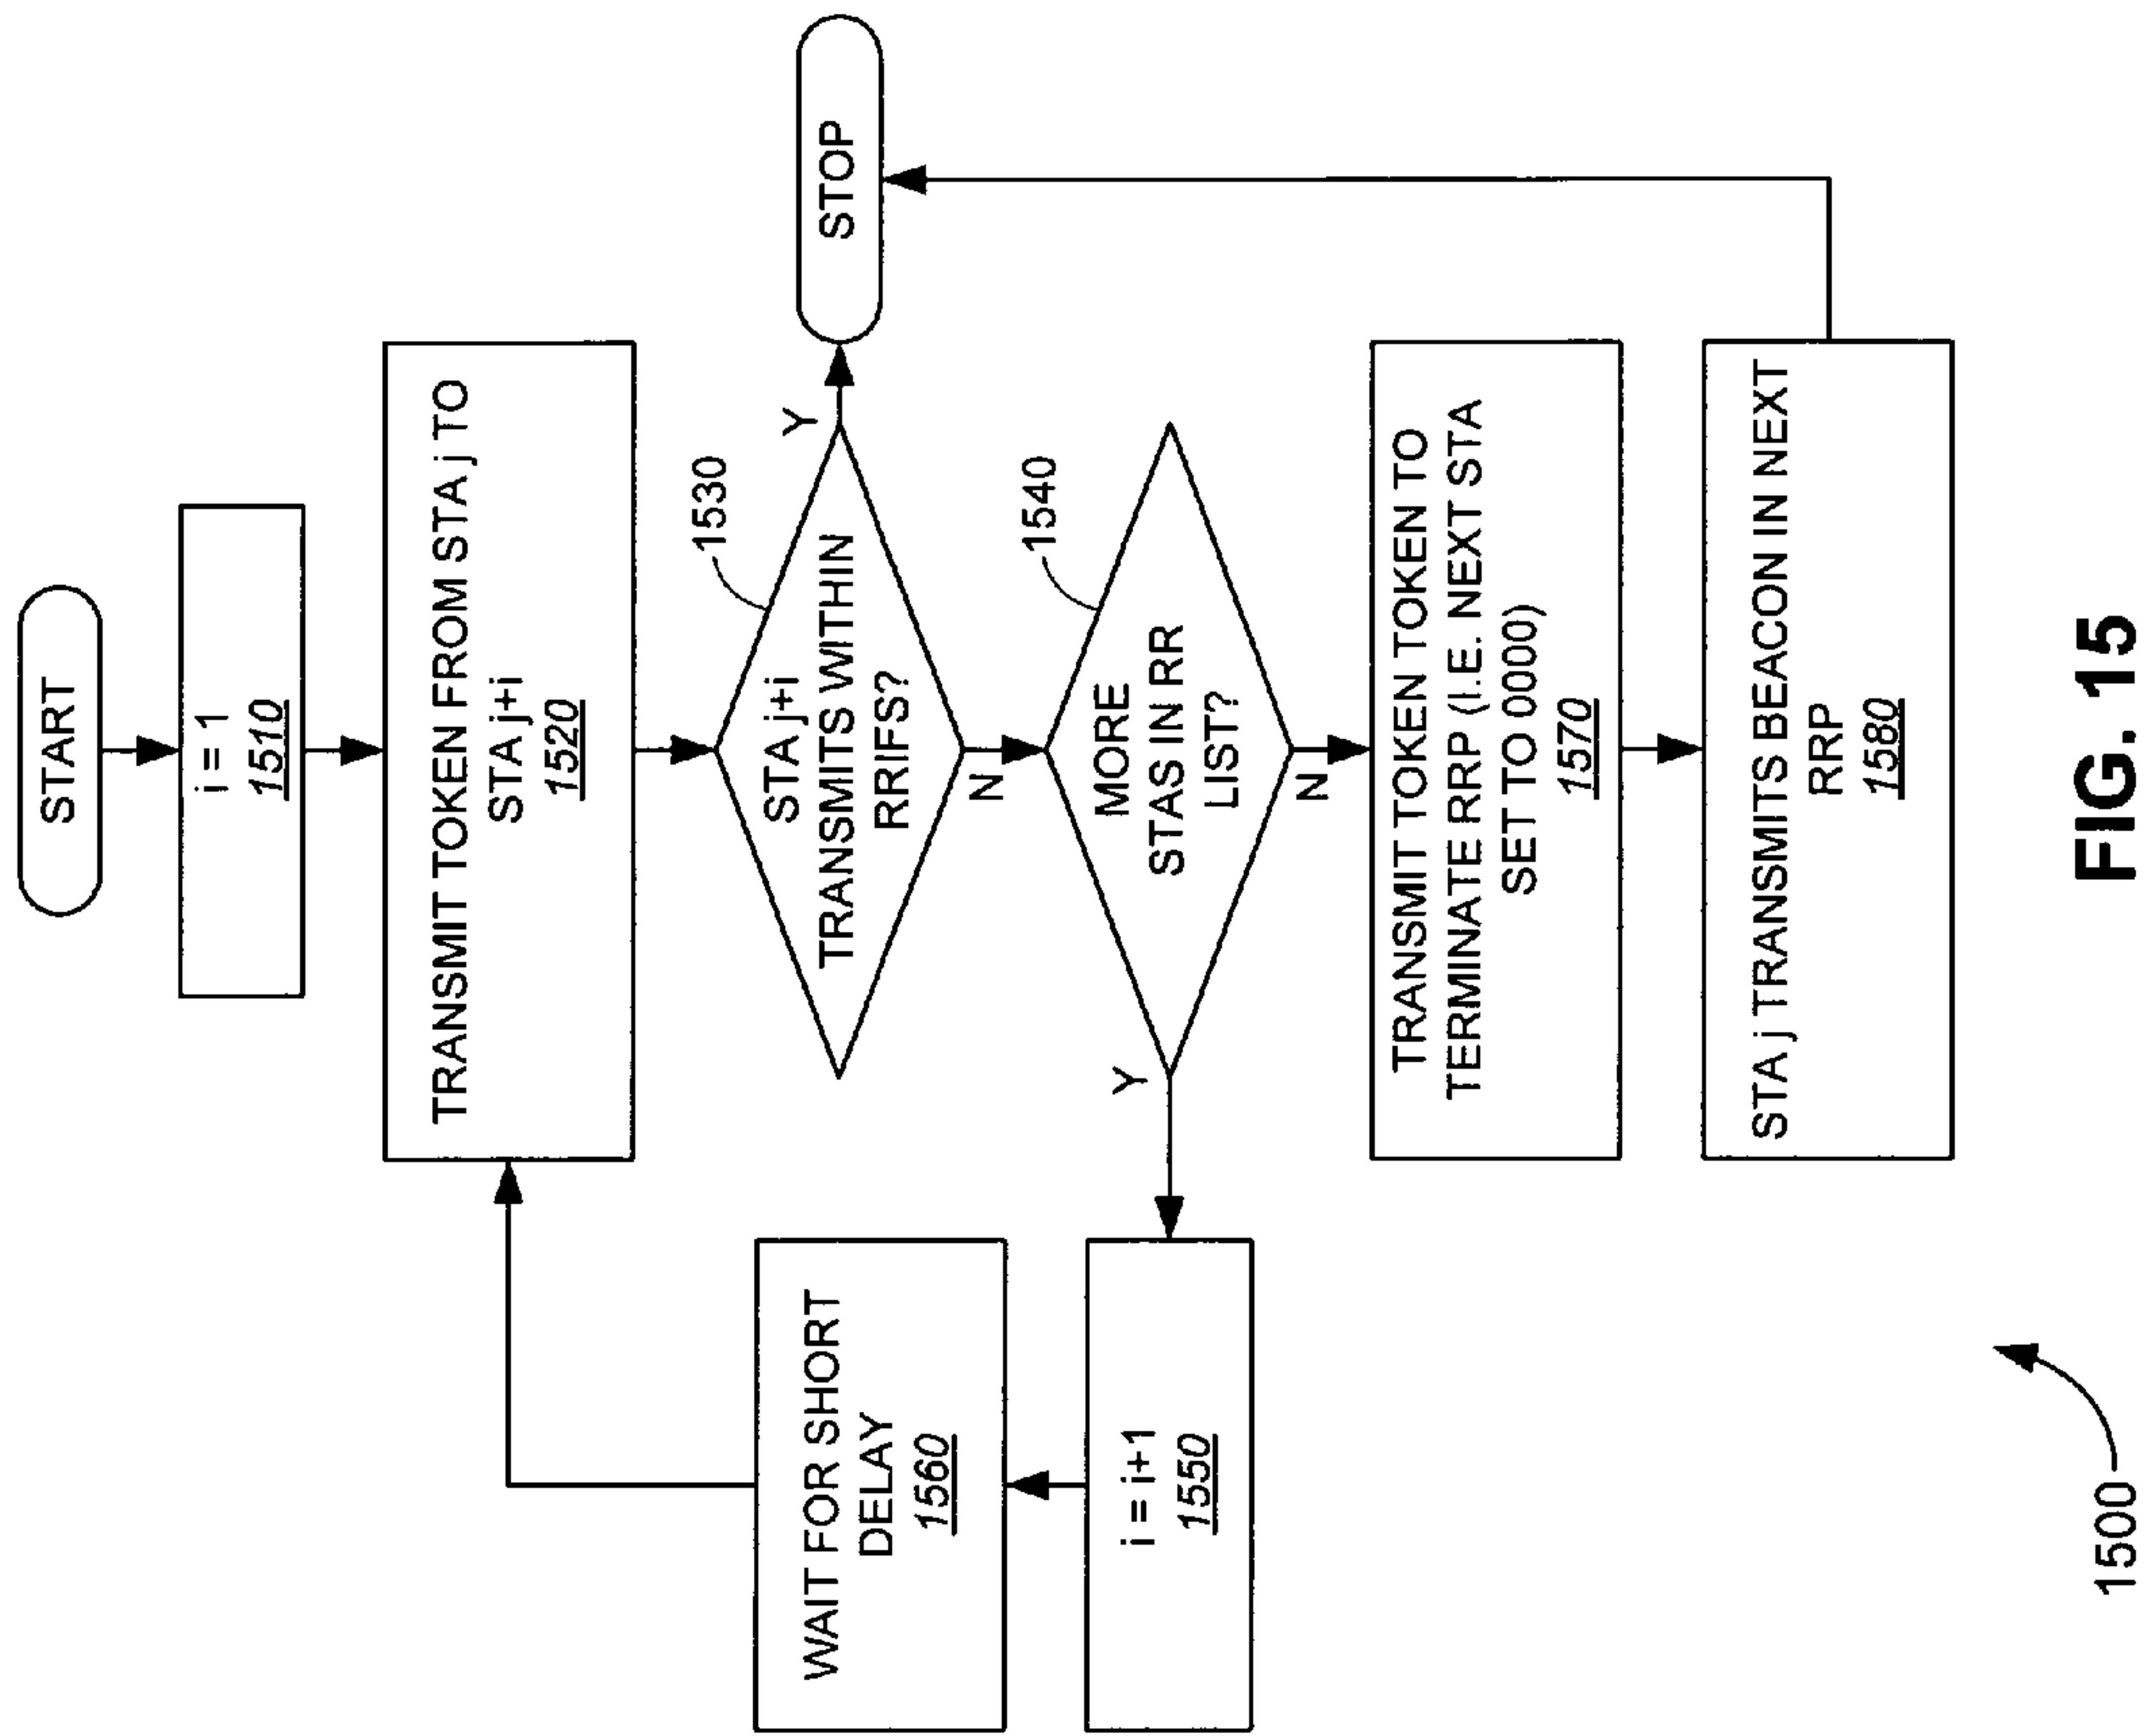 START
i = 1
1510
TRANSMIT TOKEN FROM STA j TO
STA j+i
1520
1530
STA j+i
TRANSMITS WITHIN
RRIFS?
Y
STOP
N
1540
MORE
STAS IN RR
LIST?
Y
N
WAIT FOR SHORT
DELAY
1560
i = i+1
1550
TRANSMIT TOKEN TO
TERMINATE RRP (I.E. NEXT STA
SET TO 0000)
1570
STA j TRANSMITS BEACON IN NEXT
RRP
1580
1500
FIG. 15